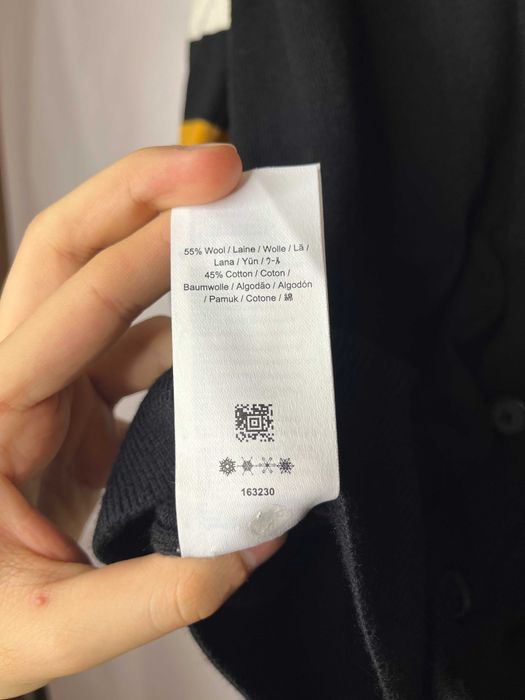 55% Wool / Laine / Wolle / Lã /
Lana / Yün / ウール
45% Cotton / Coton /
Baumwolle / Algodão / Algodón
/ Pamuk / Cotone / 綿
163230